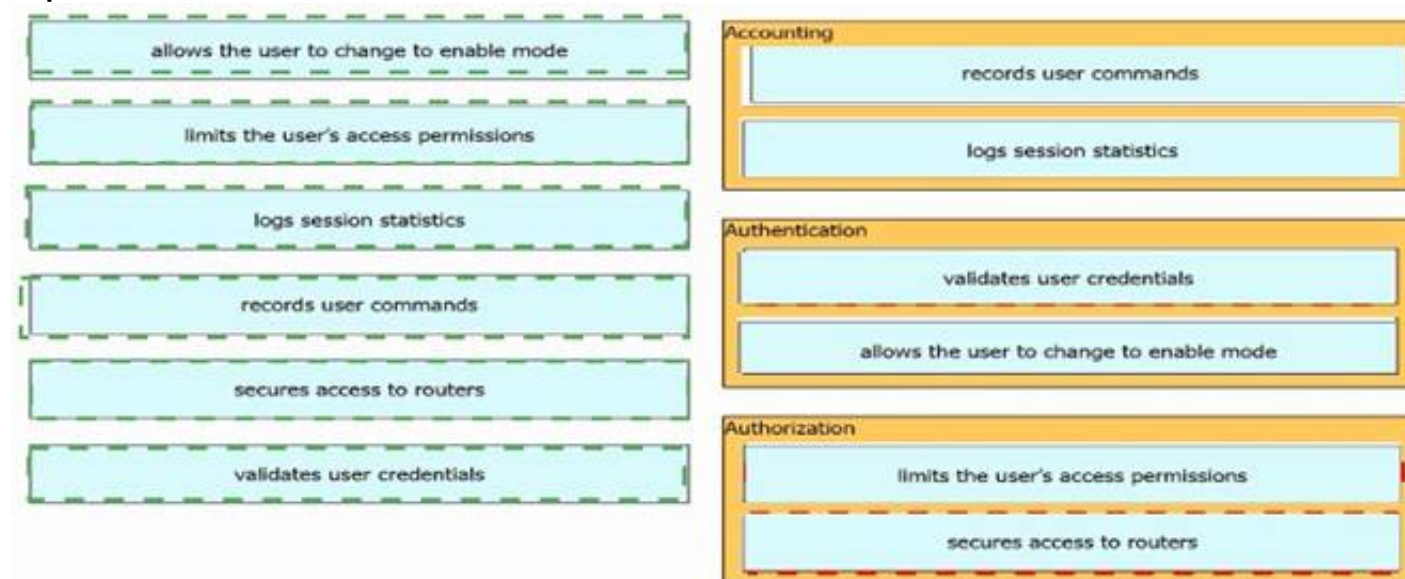 allows the user to change to enable mode
limits the user's access permissions
logs session statistics
records user commands
secures access to routers
validates user credentials
Accounting
records user commands
logs session statistics
Authentication
validates user credentials
allows the user to change to enable mode
Authorization
limits the user's access permissions
secures access to routers